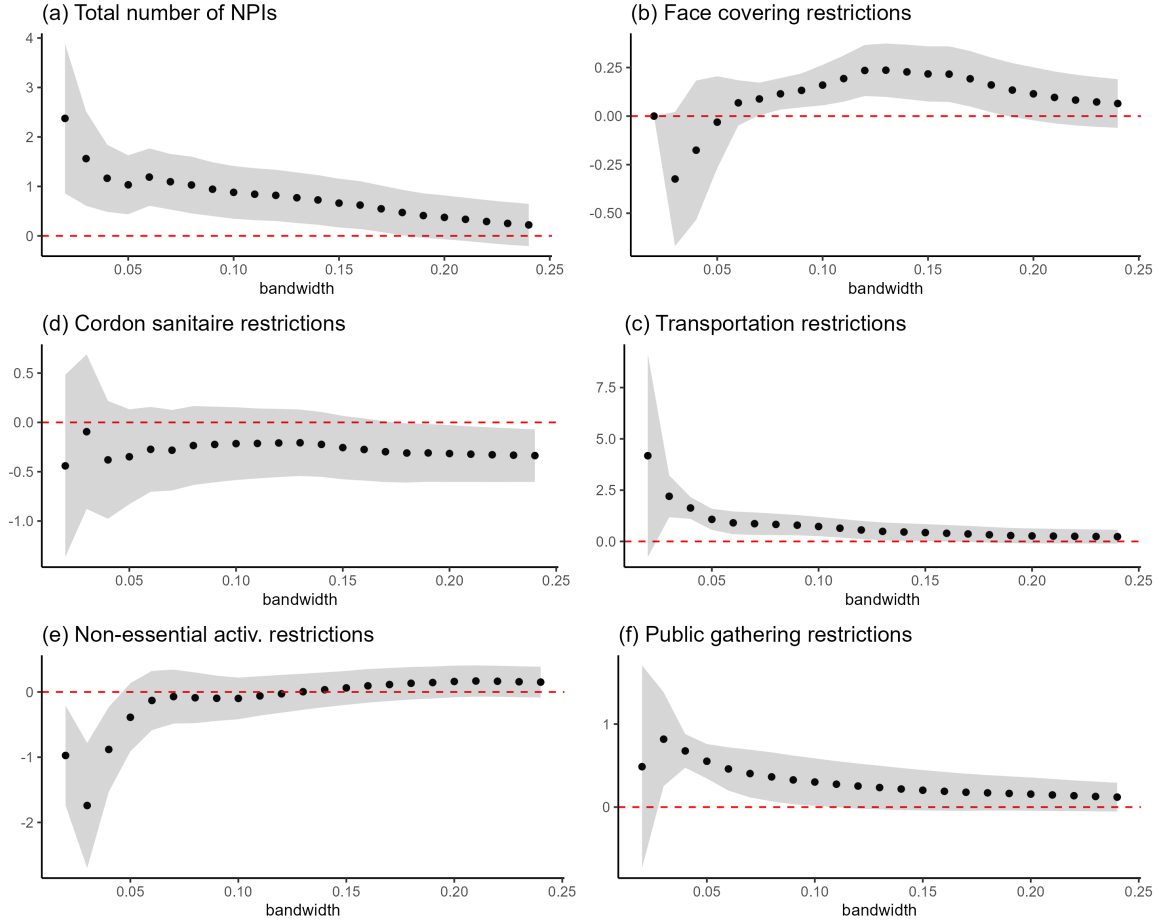 (a) Total number of NPIs
4
3
2
1
0
0.05 0.10 0.15 0.20 0.25
bandwidth
(b) Face covering restrictions
0.25
0.00
-0.25
-0.50
0.05 0.10 0.15 0.20 0.25
bandwidth
(d) Cordon sanitaire restrictions
0.5
0.0
-0.5
-1.0
0.05 0.10 0.15 0.20 0.25
bandwidth
(c) Transportation restrictions
7.5
5.0
2.5
0.0
0.05 0.10 0.15 0.20 0.25
bandwidth
(e) Non-essential activ. restrictions
0
-1
-2
0.05 0.10 0.15 0.20 0.25
bandwidth
(f) Public gathering restrictions
1
0
0.05 0.10 0.15 0.20 0.25
bandwidth